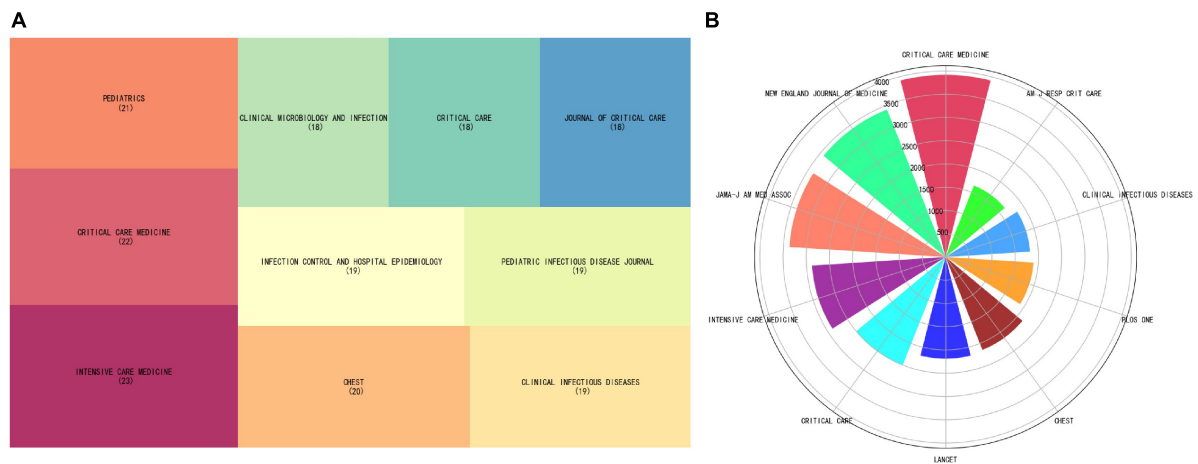 A
PEDIATRICS
(21)
CRITICAL CARE MEDICINE
(22)
INTENSIVE CARE MEDICINE
(23)
CLINICAL MICROBIOLOGY AND INFECTION
(18)
CRITICAL CARE
(18)
JOURNAL OF CRITICAL CARE
(18)
INFECTION CONTROL AND HOSPITAL EPIDEMIOLOGY
(19)
PEDIATRIC INFECTIOUS DISEASE JOURNAL
(19)
CHEST
(20)
CLINICAL INFECTIOUS DISEASES
(19)
B
CRITICAL CARE MEDICINE
4000
NEW ENGLAND JOURNAL OF MEDICINE
AM J RESP CRIT CARE
3500
3000
2500
2000
JAMA-J AM MED ASSOC
1500
CLINICAL INFECTIOUS DISEASES
1000
500
INTENSIVE CARE MEDICINE
PLOS ONE
CRITICAL CARE
CHEST
LANCET